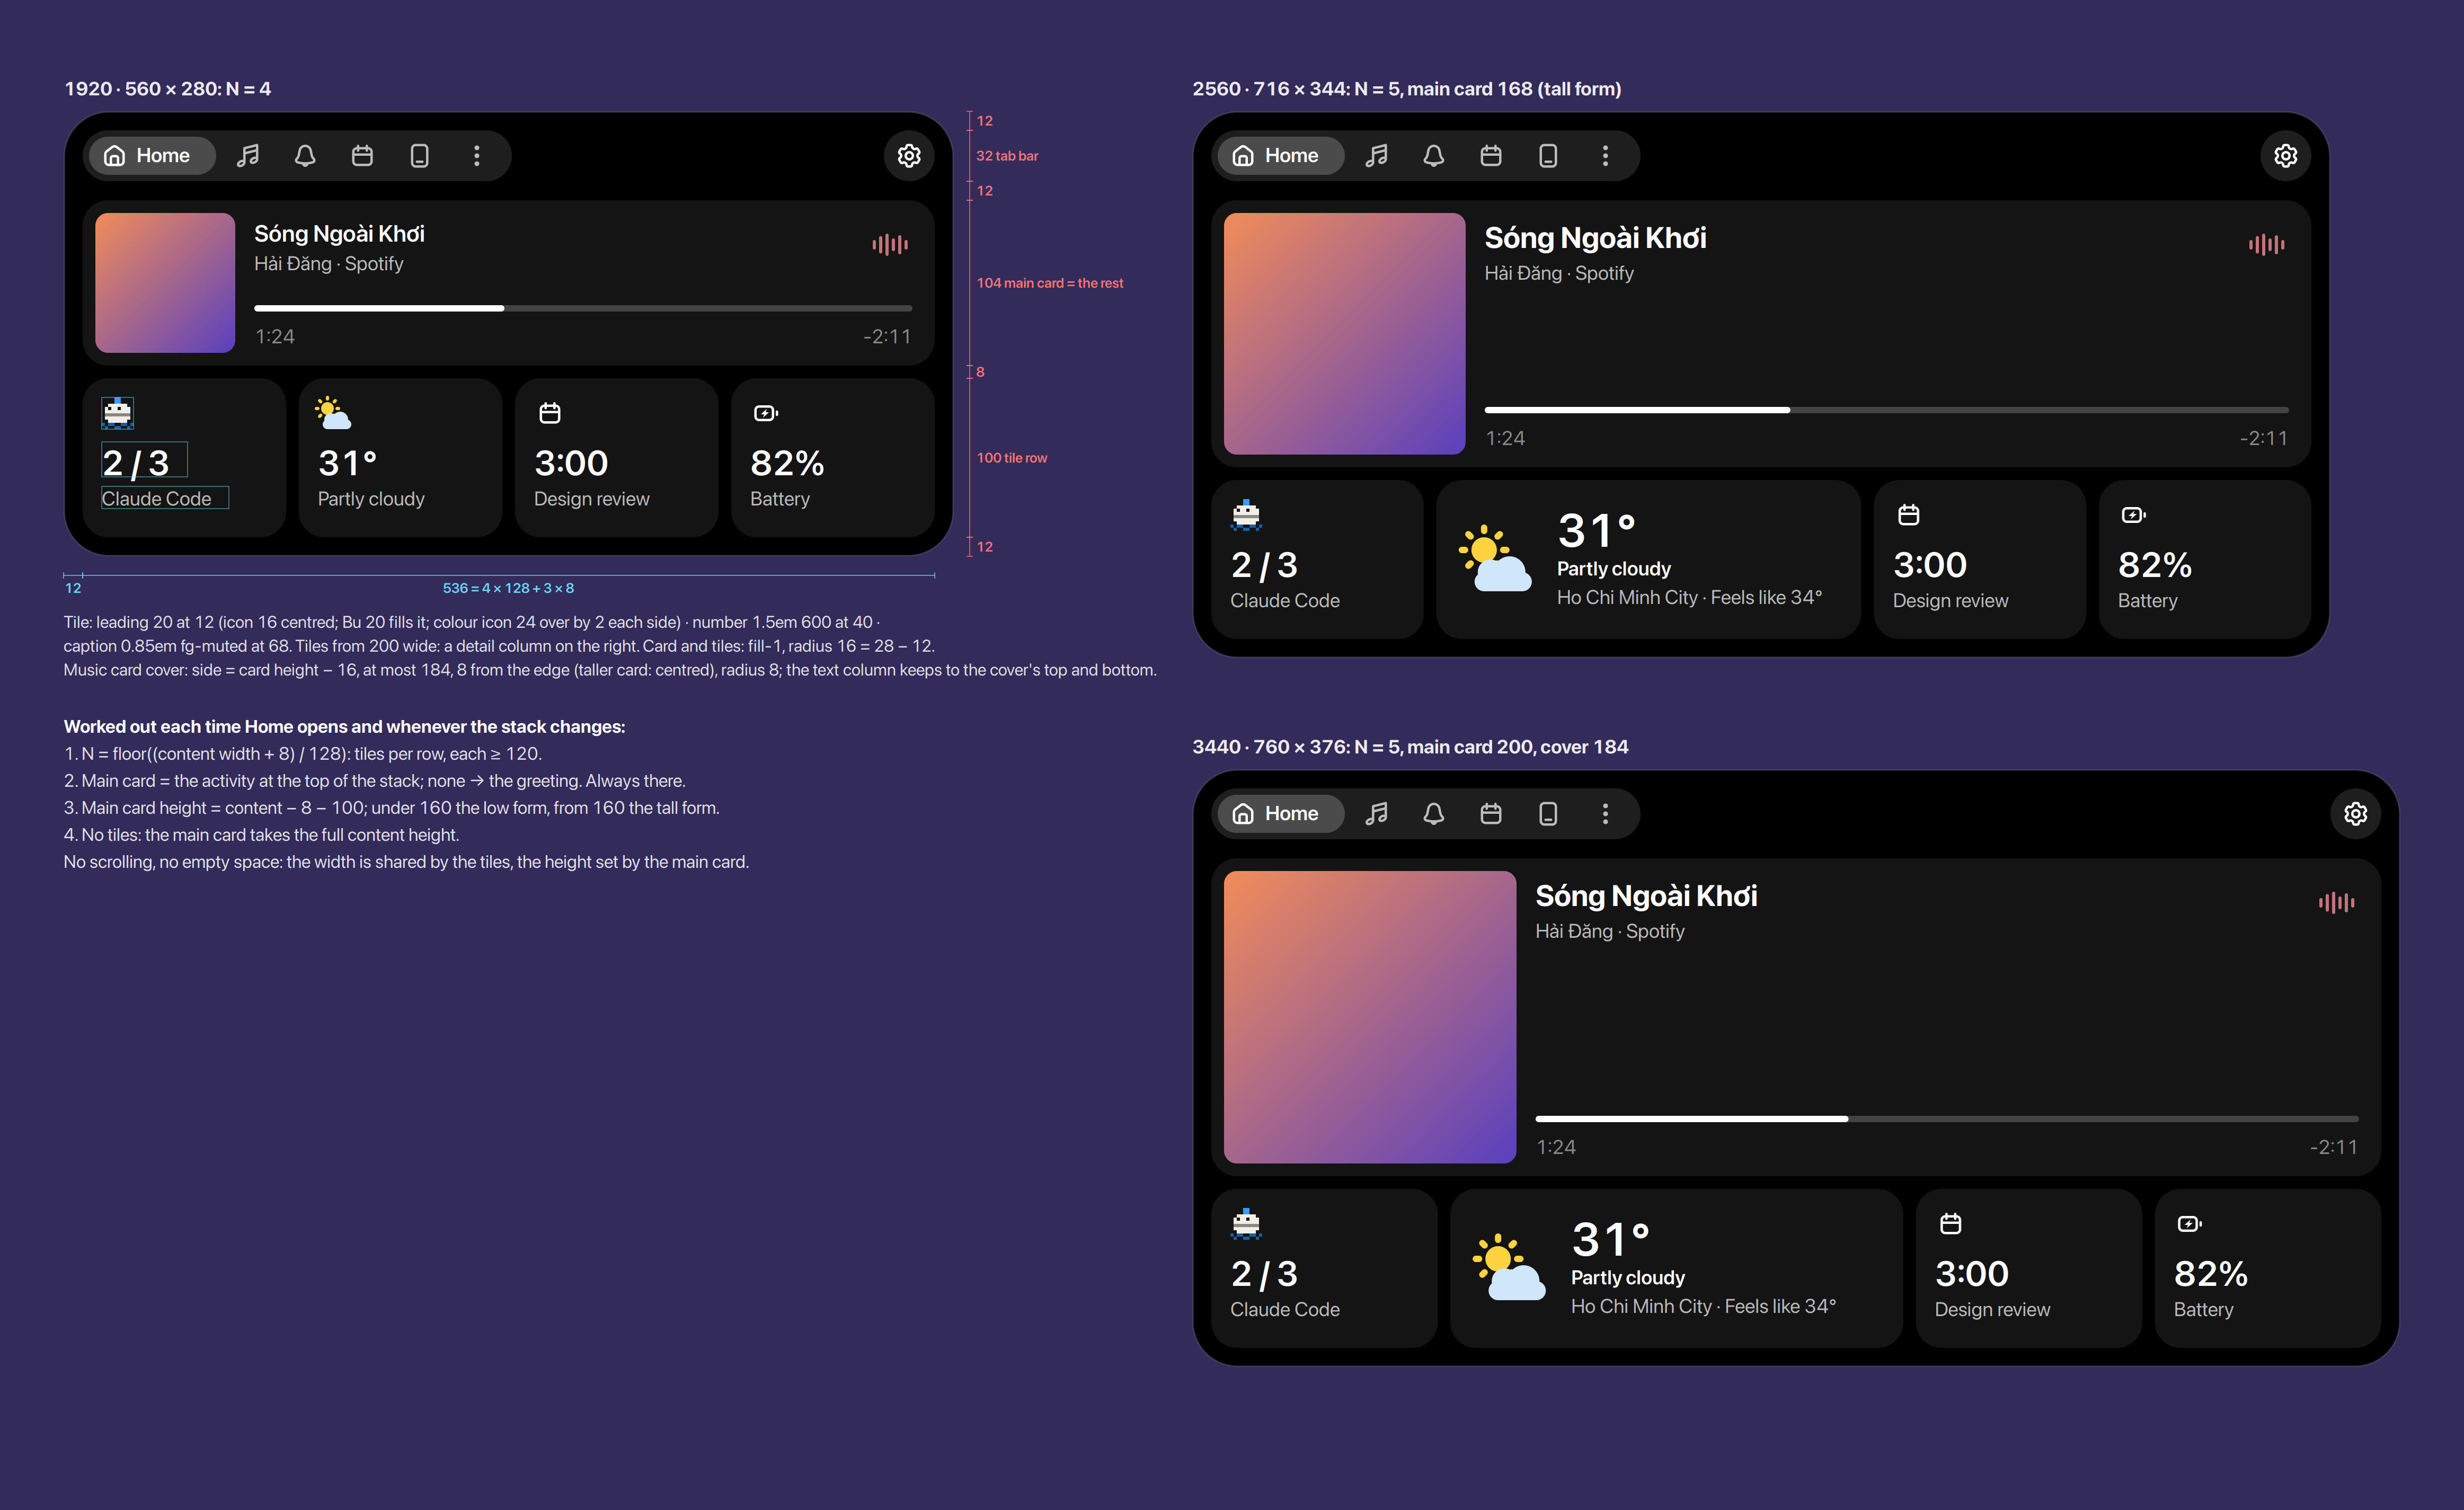 1920 · 560 × 280: N = 4
Home
12
32 tab bar
12
Sóng Ngoài Khơi
Hải Đăng · Spotify
104 main card = the rest
1:24
-2:11
8
2 / 3
Claude Code
31°
Partly cloudy
3:00
Design review
82%
Battery
100 tile row
12
12
536 = 4 × 128 + 3 × 8
Tile: leading 20 at 12 (icon 16 centred; Bu 20 fills it; colour icon 24 over by 2 each side) · number 1.5em 600 at 40 ·
caption 0.85em fg-muted at 68. Tiles from 200 wide: a detail column on the right. Card and tiles: fill-1, radius 16 = 28 − 12.
Music card cover: side = card height − 16, at most 184, 8 from the edge (taller card: centred), radius 8; the text column keeps to the cover's top and bottom.
Worked out each time Home opens and whenever the stack changes:
1. N = floor((content width + 8) / 128): tiles per row, each ≥ 120.
2. Main card = the activity at the top of the stack; none → the greeting. Always there.
3. Main card height = content − 8 − 100; under 160 the low form, from 160 the tall form.
4. No tiles: the main card takes the full content height.
No scrolling, no empty space: the width is shared by the tiles, the height set by the main card.
2560 · 716 × 344: N = 5, main card 168 (tall form)
Home
Sóng Ngoài Khơi
Hải Đăng · Spotify
1:24
-2:11
2 / 3
Claude Code
31°
Partly cloudy
Ho Chi Minh City · Feels like 34°
3:00
Design review
82%
Battery
3440 · 760 × 376: N = 5, main card 200, cover 184
Home
Sóng Ngoài Khơi
Hải Đăng · Spotify
1:24
-2:11
2 / 3
Claude Code
31°
Partly cloudy
Ho Chi Minh City · Feels like 34°
3:00
Design review
82%
Battery